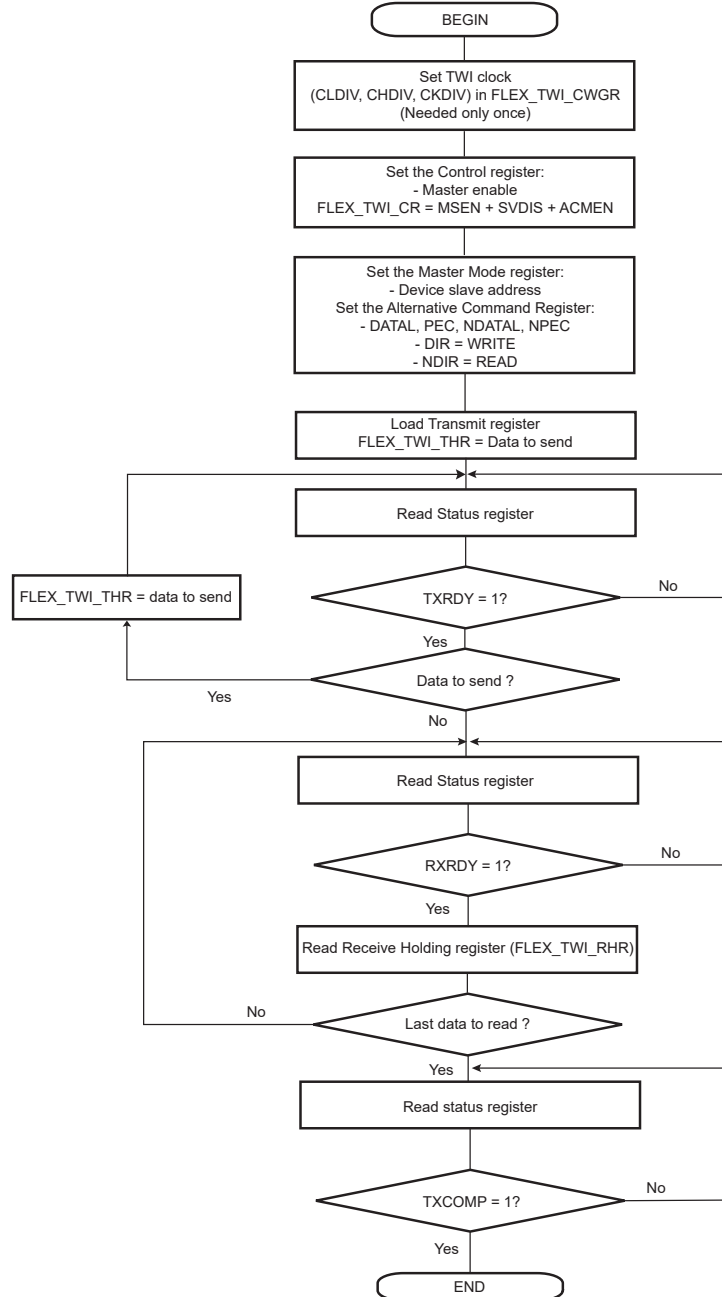 BEGIN
Set TWI clock
(CLDIV, CHDIV, CKDIV) in FLEX_TWI_CWGR
(Needed only once)
Set the Control register:
- Master enable
FLEX_TWI_CR = MSEN + SVDIS + ACMEN
Set the Master Mode register:
- Device slave address
Set the Alternative Command Register:
- DATAL, PEC, NDATAL, NPEC
- DIR = WRITE
- NDIR = READ
Load Transmit register
FLEX_TWI_THR = Data to send
Read Status register
FLEX_TWI_THR = data to send
TXRDY = 1?
No
Yes
Data to send ?
Yes
No
Read Status register
RXRDY = 1?
No
Yes
Read Receive Holding register (FLEX_TWI_RHR)
No
Last data to read ?
Yes
Read status register
TXCOMP = 1?
No
Yes
END